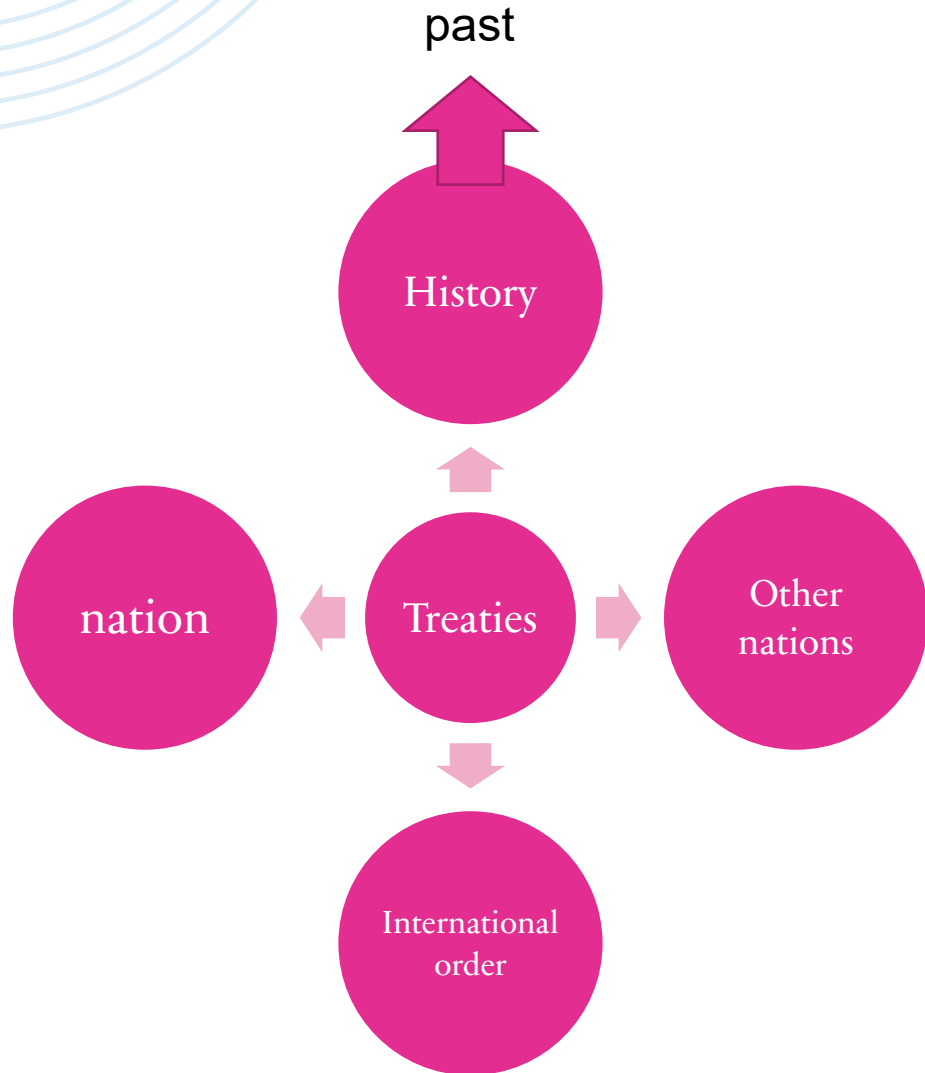 past
History
nation
Treaties
Other
nations
International
order